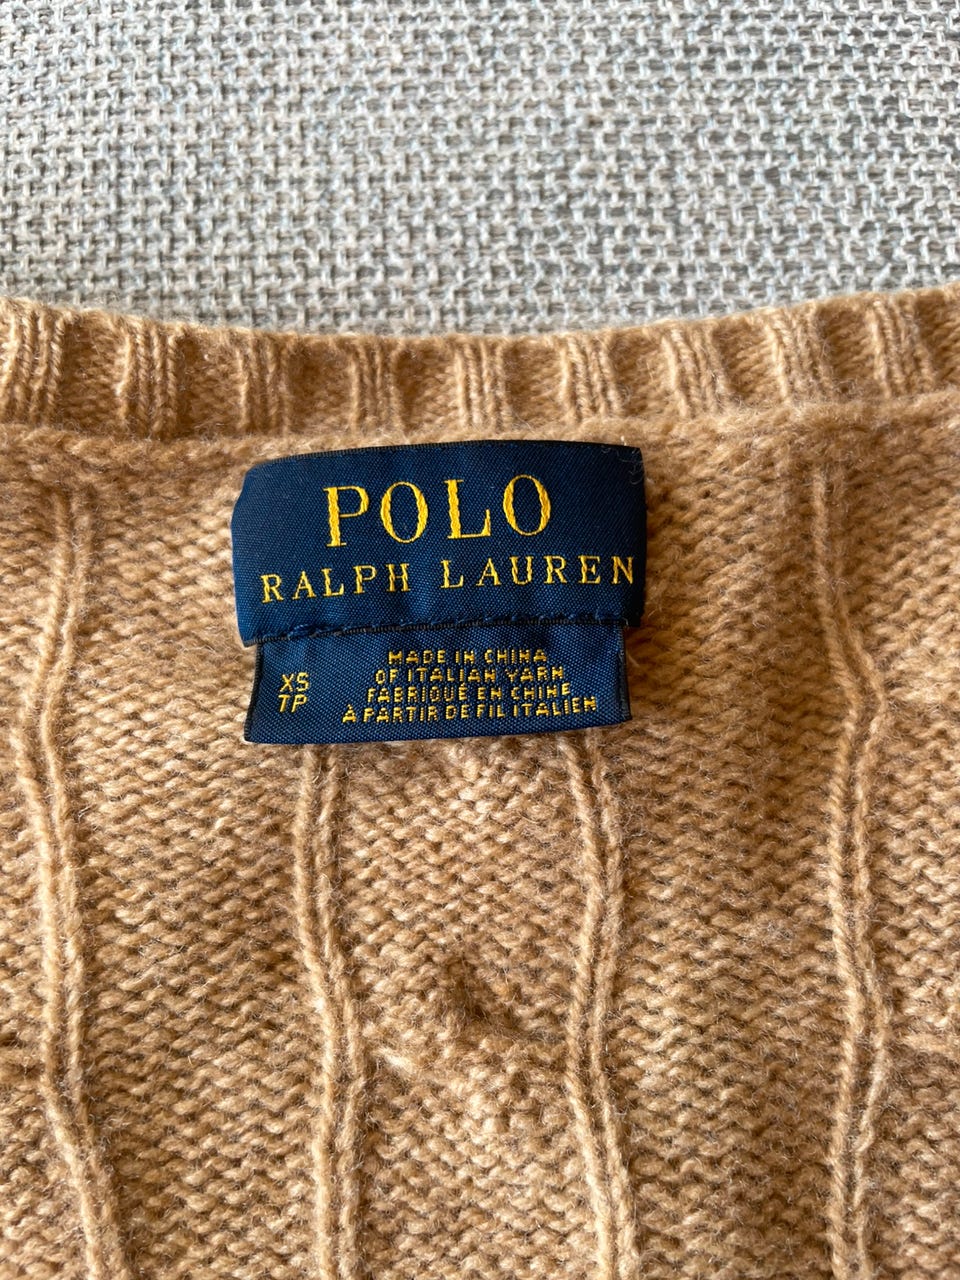 POLO
RALPH LAUREN
XS
TP
MADE IN CHINA
OF ITALIAN YARN
FABRIQUÉ EN CHINE
À PARTIR DE FIL ITALIEN